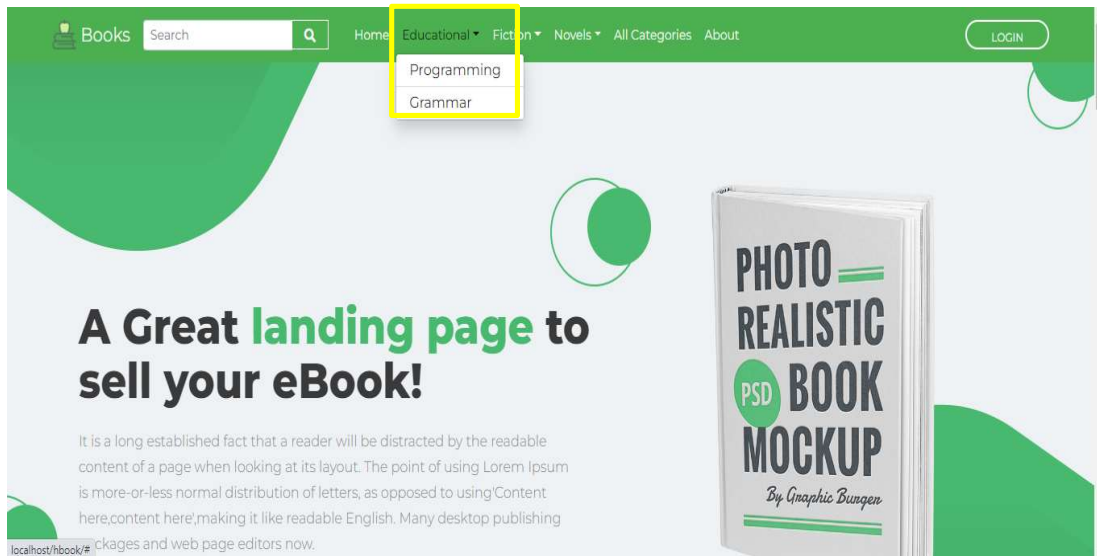 Books Search Home Educational Fiction Novels All Categories About LOGIN
Programming
Grammar
A Great landing page to
sell your eBook!
It is a long established fact that a reader will be distracted by the readable
content of a page when looking at its layout. The point of using Lorem Ipsum
is more-or-less normal distribution of letters, as opposed to using'Content
here,content here',making it like readable English. Many desktop publishing
ckages and web page editors now.
PHOTO
REALISTIC
PSD BOOK
MOCKUP
By Graphic Burger
localhost/hbook/#